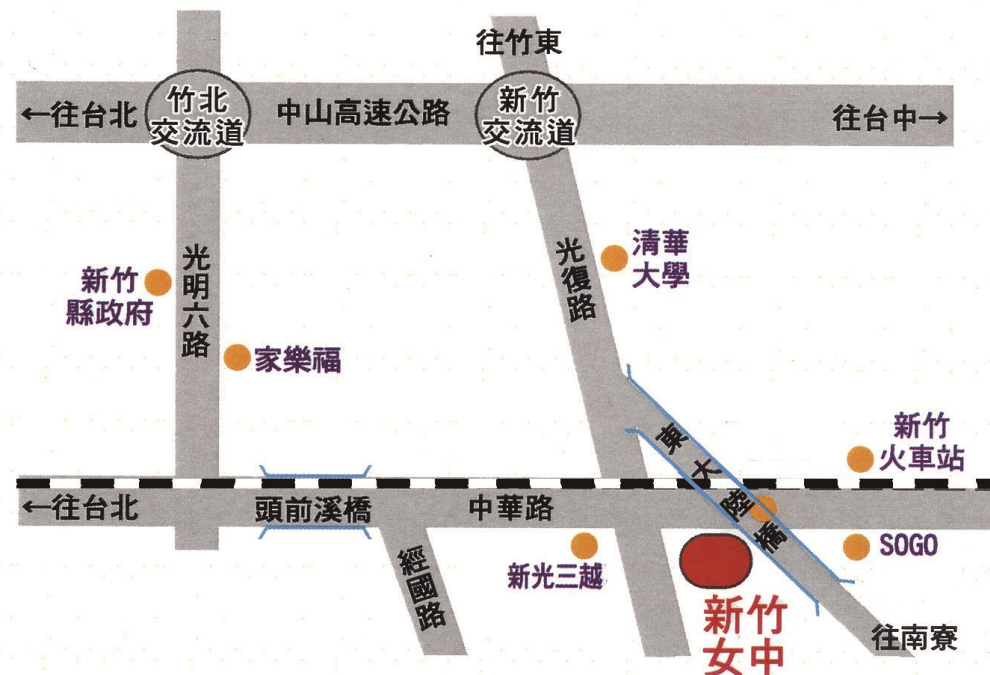 往竹東
←往台北
竹北
交流道
中山高速公路
新竹
交流道
往台中→
光明六路
新竹
縣政府
家樂福
光復路
清華
大學
東大陸橋
新竹
火車站
←往台北
頭前溪橋
中華路
經國路
新光三越
SOGO
新竹
女中
往南寮